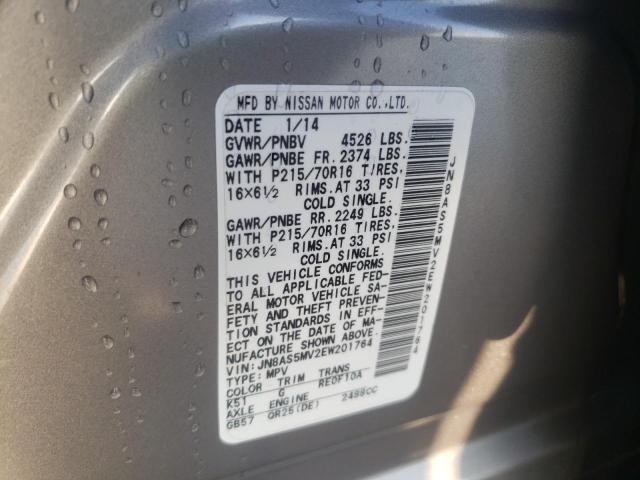 MFD BY NISSAN MOTOR CO.,LTD.
DATE 1/14
GVWR/PNBV 4526 LBS.
GAWR/PNBE FR. 2374 LBS.
WITH P215/70R16 TIRES,
16X6½ RIMS.AT 33 PSI
COLD SINGLE.
GAWR/PNBE RR. 2249 LBS.
WITH P215/70R16 TIRES,
16X6½ RIMS.AT 33 PSI
COLD SINGLE.
THIS VEHICLE CONFORMS
TO ALL APPLICABLE FED-
ERAL MOTOR VEHICLE SA-
FETY AND THEFT PREVEN-
TION STANDARDS IN EFF-
ECT ON THE DATE OF MA-
NUFACTURE SHOWN ABOVE.
VIN:JN8AS5MV2EW201764
TYPE: MPV
COLOR TRIM TRANS
K51 G RE0F10A
AXLE ENGINE
GB57 QR25(DE) 2488CC
JN8AS5MV2EW201764